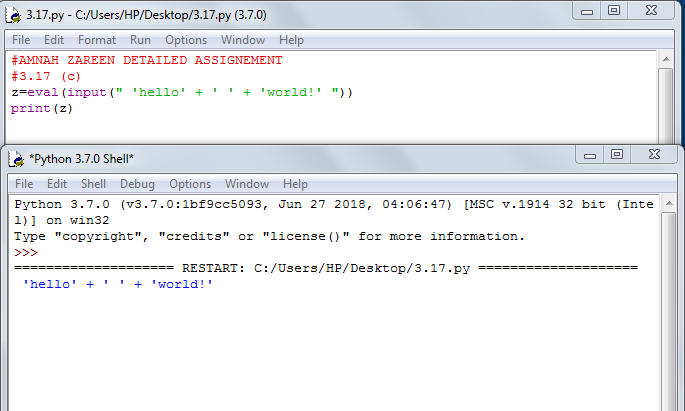 3.17.py - C:/Users/HP/Desktop/3.17.py (3.7.0)
File Edit Format Run Options Window Help
#AMNAH ZAREEN DETAILED ASSIGNEMENT
#3.17 (c)
z=eval(input(" 'hello' + ' ' + 'world!' "))
print(z)
*Python 3.7.0 Shell*
File Edit Shell Debug Options Window Help
Python 3.7.0 (v3.7.0:1bf9cc5093, Jun 27 2018, 04:06:47) [MSC v.1914 32 bit (Inte
l)] on win32
Type "copyright", "credits" or "license()" for more information.
>>>
==================== RESTART: C:/Users/HP/Desktop/3.17.py ====================
'hello' + ' ' + 'world!'